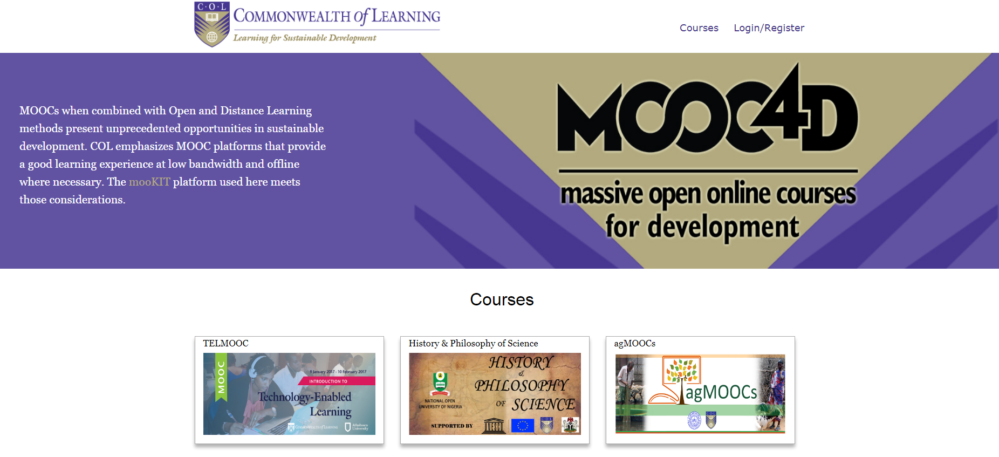 C·O·L
COMMONWEALTH of LEARNING
Learning for Sustainable Development
Courses
Login/Register
MOOCs when combined with Open and Distance Learning
methods present unprecedented opportunities in sustainable
development. COL emphasizes MOOC platforms that provide
a good learning experience at low bandwidth and offline
where necessary. The mooKIT platform used here meets
those considerations.
MOOC4D
massive open online courses
for development
Courses
TELMOOC
MOOC
9 January 2017 - 10 February 2017
INTRODUCTION TO
Technology-Enabled
Learning
COMMONWEALTH of LEARNING
Athabasca
University
History & Philosophy of Science
HISTORY
&
PHILOSOPHY
OF SCIENCE
NATIONAL OPEN
UNIVERSITY OF NIGERIA
SUPPORTED BY
UNESCO
C·O·L
agMOOCs
agMOOCs